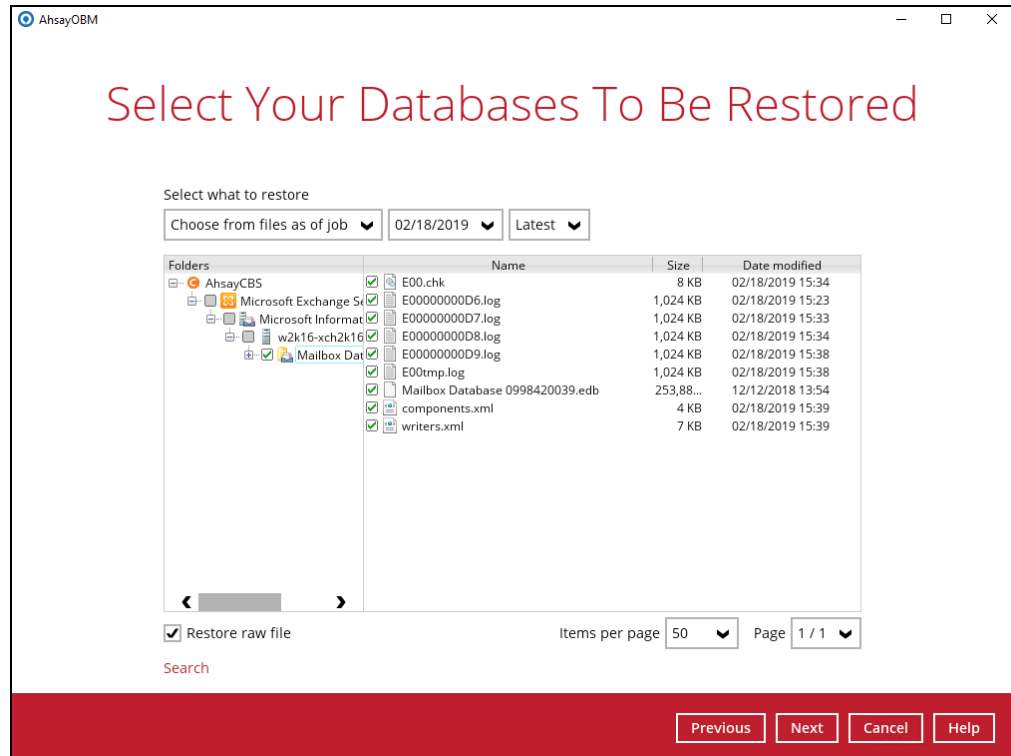 AhsayOBM
Select Your Databases To Be Restored
Select what to restore
Choose from files as of job 02/18/2019 Latest
Folders Name Size Date modified
AhsayCBS E00.chk 8 KB 02/18/2019 15:34
Microsoft Exchange Se E00000000D6.log 1,024 KB 02/18/2019 15:23
Microsoft Informat E00000000D7.log 1,024 KB 02/18/2019 15:33
w2k16-xch2k16 E00000000D8.log 1,024 KB 02/18/2019 15:34
Mailbox Dat E00000000D9.log 1,024 KB 02/18/2019 15:38
E00tmp.log 1,024 KB 02/18/2019 15:38
Mailbox Database 0998420039.edb 253,88... 12/12/2018 13:54
components.xml 4 KB 02/18/2019 15:39
writers.xml 7 KB 02/18/2019 15:39
Restore raw file Items per page 50 Page 1 / 1
Search
Previous Next Cancel Help